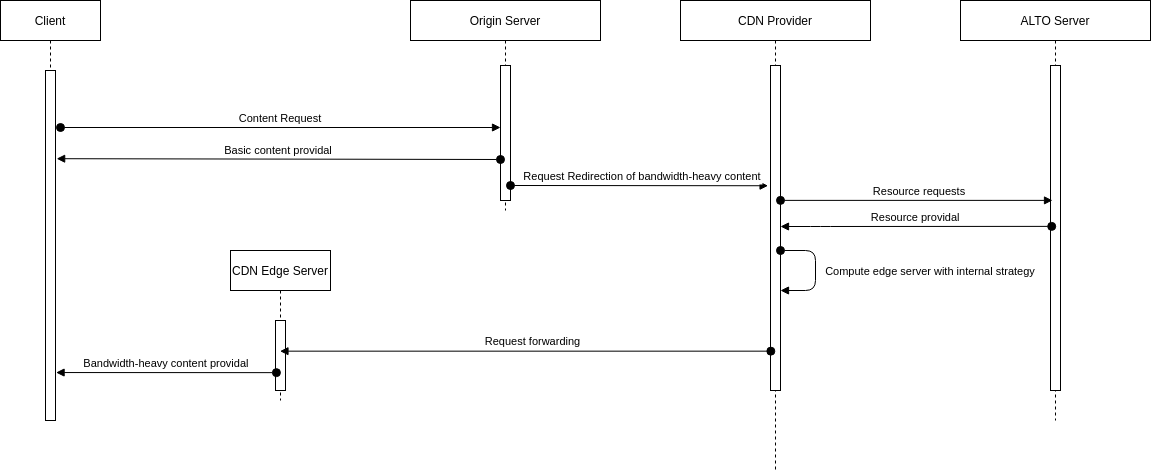 Client
Origin Server
CDN Provider
ALTO Server
Content Request
Basic content providal
Request Redirection of bandwidth-heavy content
Resource requests
Resource providal
CDN Edge Server
Compute edge server with internal strategy
Request forwarding
Bandwidth-heavy content providal